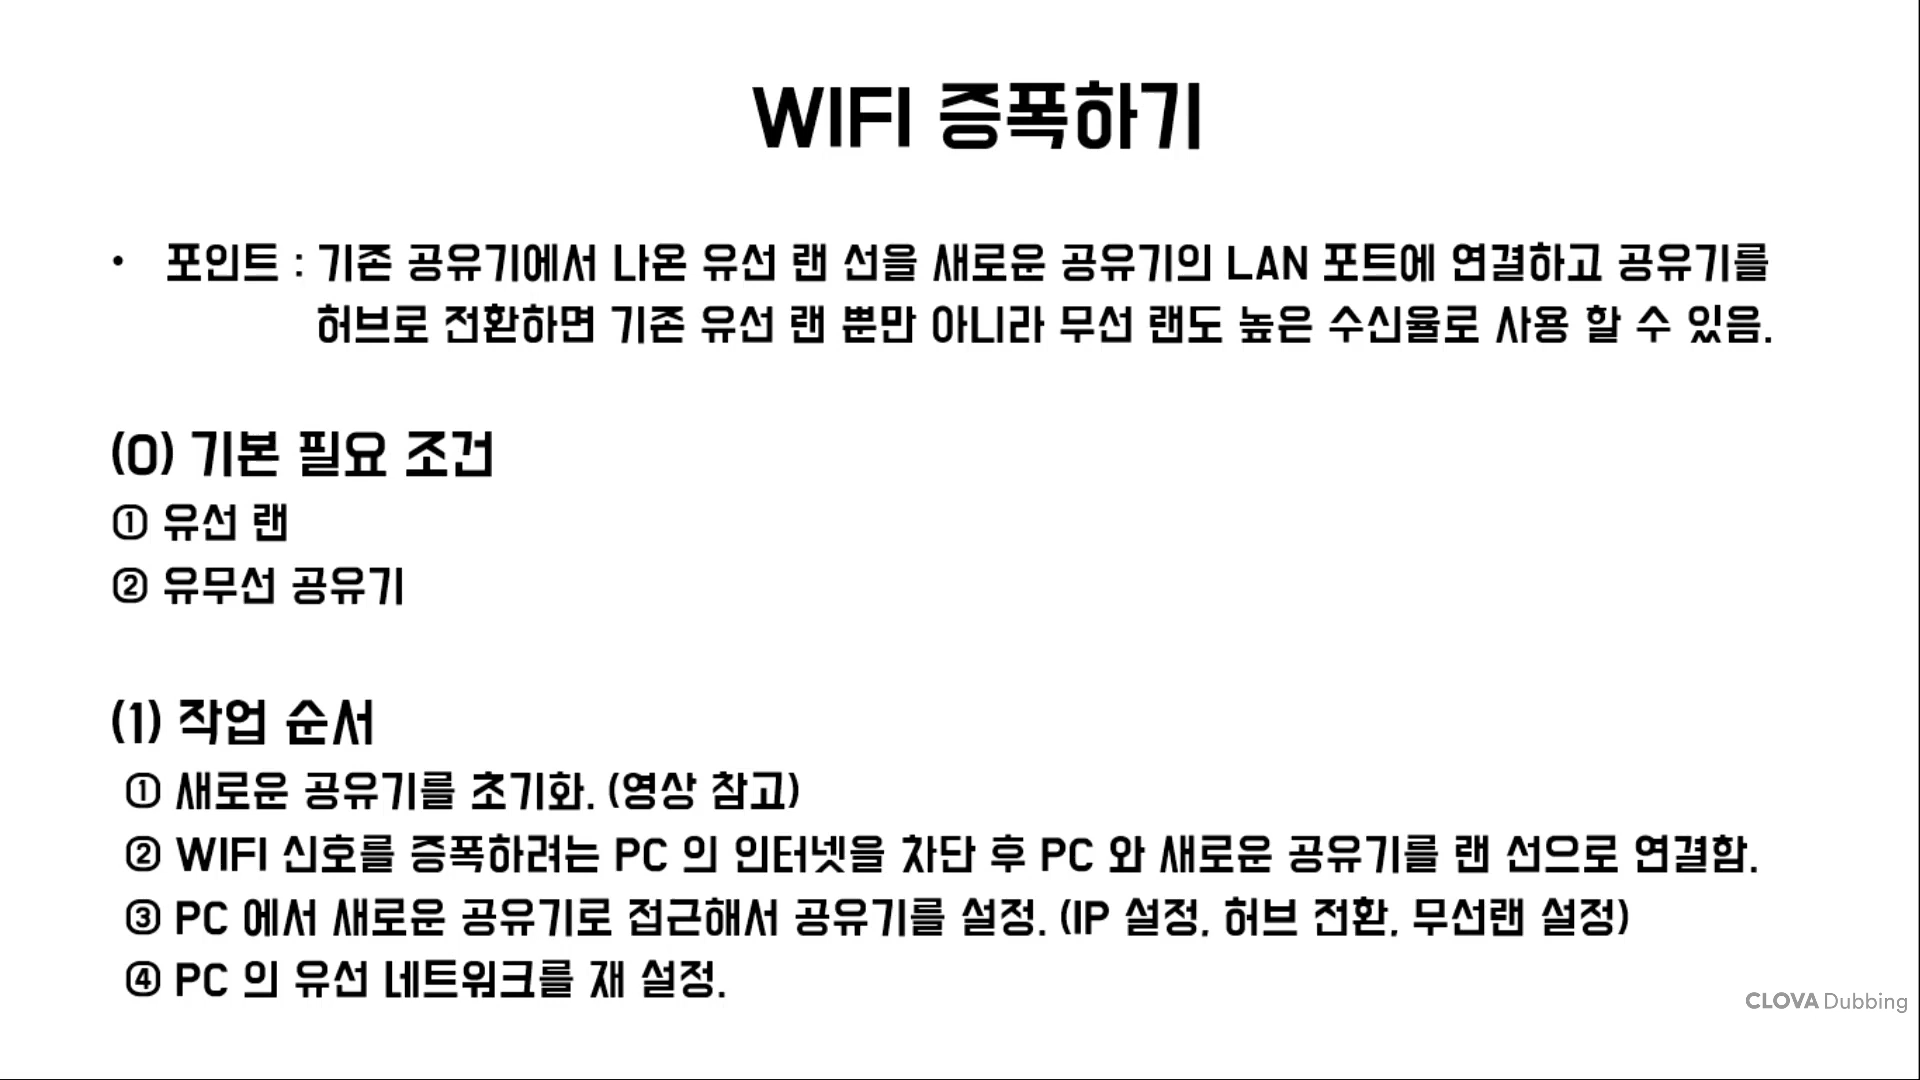 WIFI 증폭하기
• 포인트 : 기존 공유기에서 나온 유선 랜 선을 새로운 공유기의 LAN 포트에 연결하고 공유기를
허브로 전환하면 기존 유선 랜 뿐만 아니라 무선 랜도 높은 수신율로 사용 할 수 있음.
(0) 기본 필요 조건
① 유선 랜
② 유무선 공유기
(1) 작업 순서
① 새로운 공유기를 초기화. (영상 참고)
② WIFI 신호를 증폭하려는 PC 의 인터넷을 차단 후 PC 와 새로운 공유기를 랜 선으로 연결함.
③ PC 에서 새로운 공유기로 접근해서 공유기를 설정. (IP 설정, 허브 전환, 무선랜 설정)
④ PC 의 유선 네트워크를 재 설정.
CLOVA Dubbing